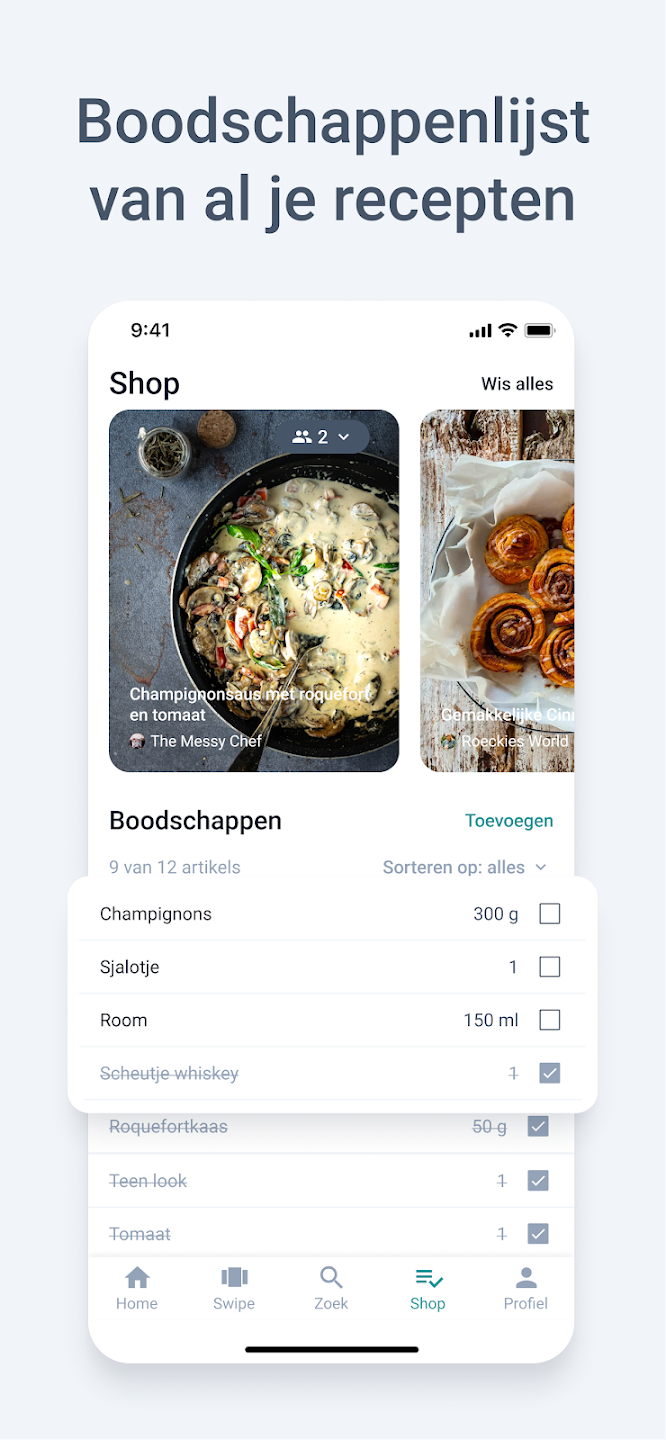 Boodschappenlijst
van al je recepten
9:41
Shop
Wis alles
2
Champignonsaus met roquefort
en tomaat
The Messy Chef
Gemakkelijke Cin
Roeckies World
Boodschappen
Toevoegen
9 van 12 artikels
Sorteren op: alles
Champignons 300 g
Sjalotje 1
Room 150 ml
Scheutje whiskey 1
Roquefortkaas 50 g
Teen look 1
Tomaat 1
Home Swipe Zoek Shop Profiel